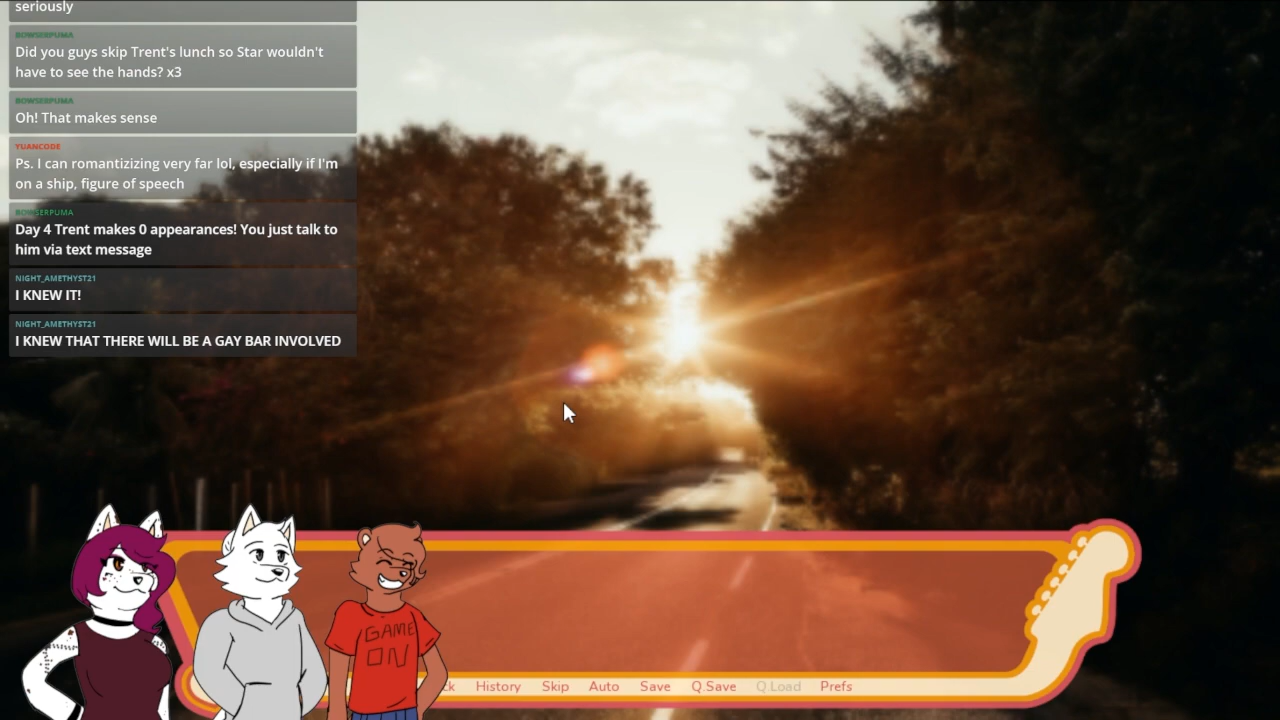 seriously
BOWSERPUMA
Did you guys skip Trent's lunch so Star wouldn't
have to see the hands? x3
BOWSERPUMA
Oh! That makes sense
YUANCODE
Ps. I can romantizizing very far lol, especially if I'm
on a ship, figure of speech
BOWSERPUMA
Day 4 Trent makes 0 appearances! You just talk to
him via text message
NIGHT_AMETHYST21
I KNEW IT!
NIGHT_AMETHYST21
I KNEW THAT THERE WILL BE A GAY BAR INVOLVED
GAME
ON
ck History Skip Auto Save Q.Save Q.Load Prefs